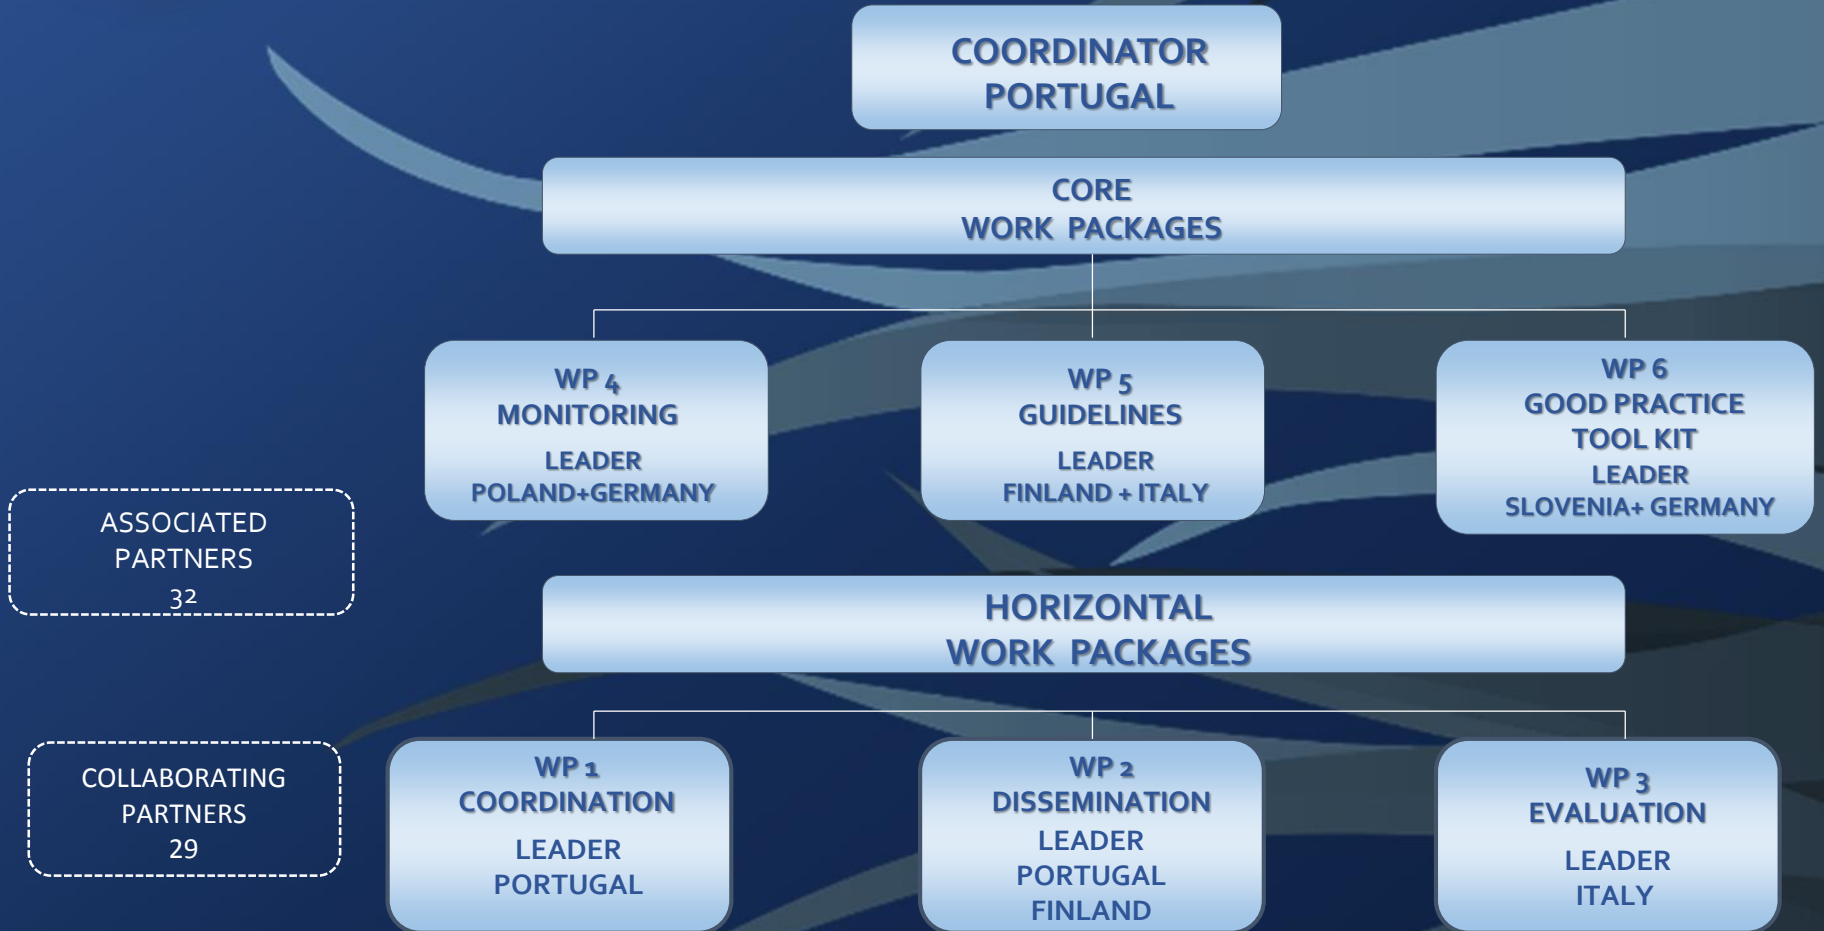 COORDINATOR
PORTUGAL
CORE
WORK PACKAGES
WP 4
MONITORING
LEADER
POLAND+GERMANY
WP 5
GUIDELINES
LEADER
FINLAND + ITALY
WP 6
GOOD PRACTICE
TOOL KIT
LEADER
SLOVENIA+ GERMANY
ASSOCIATED
PARTNERS
32
HORIZONTAL
WORK PACKAGES
COLLABORATING
PARTNERS
29
WP 1
COORDINATION
LEADER
PORTUGAL
WP 2
DISSEMINATION
LEADER
PORTUGAL
FINLAND
WP 3
EVALUATION
LEADER
ITALY